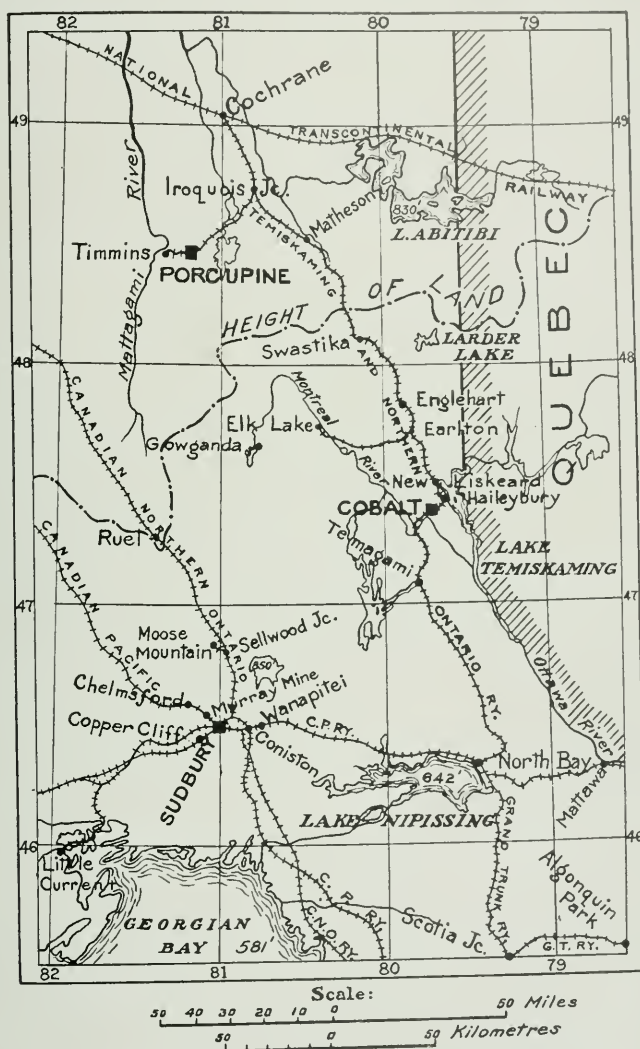 82 81 80 79
NATIONAL
Cochrane
49 49
TRANSCONTINENTAL
RAILWAY
River
Iroquois Jc.
Matheson
830
L. ABITIBI
TEMISKAMING
Timmins
PORCUPINE
QUEBEC
HEIGHT OF LAND
Mattagami
Swastika
LARDER
LAKE
AND
48 48
Montreal
River
Englehart
Elk Lake
Earlton
NORTHERN
Gowganda
New Liskeard
Haileybury
CANADIAN NORTHERN ONTARIO
COBALT
Ruel
Temagami
LAKE
TEMISKAMING
CANADIAN PACIFIC
47 47
ONTARIO RY.
Ottawa River
Moose
Mountain
Sellwood Jc.
850
Chelmsford
Murray Mine
Wanapitei
Copper Cliff
C.P.RY.
SUDBURY
Coniston
North Bay
642
Mattawa
LAKE NIPISSING
46 46
GRAND TRUNK RY.
Little
Current
Algonquin
Park
C. P. RY.
Scotia Jc.
C.N.O.RY.
GEORGIAN
BAY 581'
G.T.RY.
82 81 80 79
Scale:
50 40 30 20 10 0 50 Miles
50 0 50 Kilometres